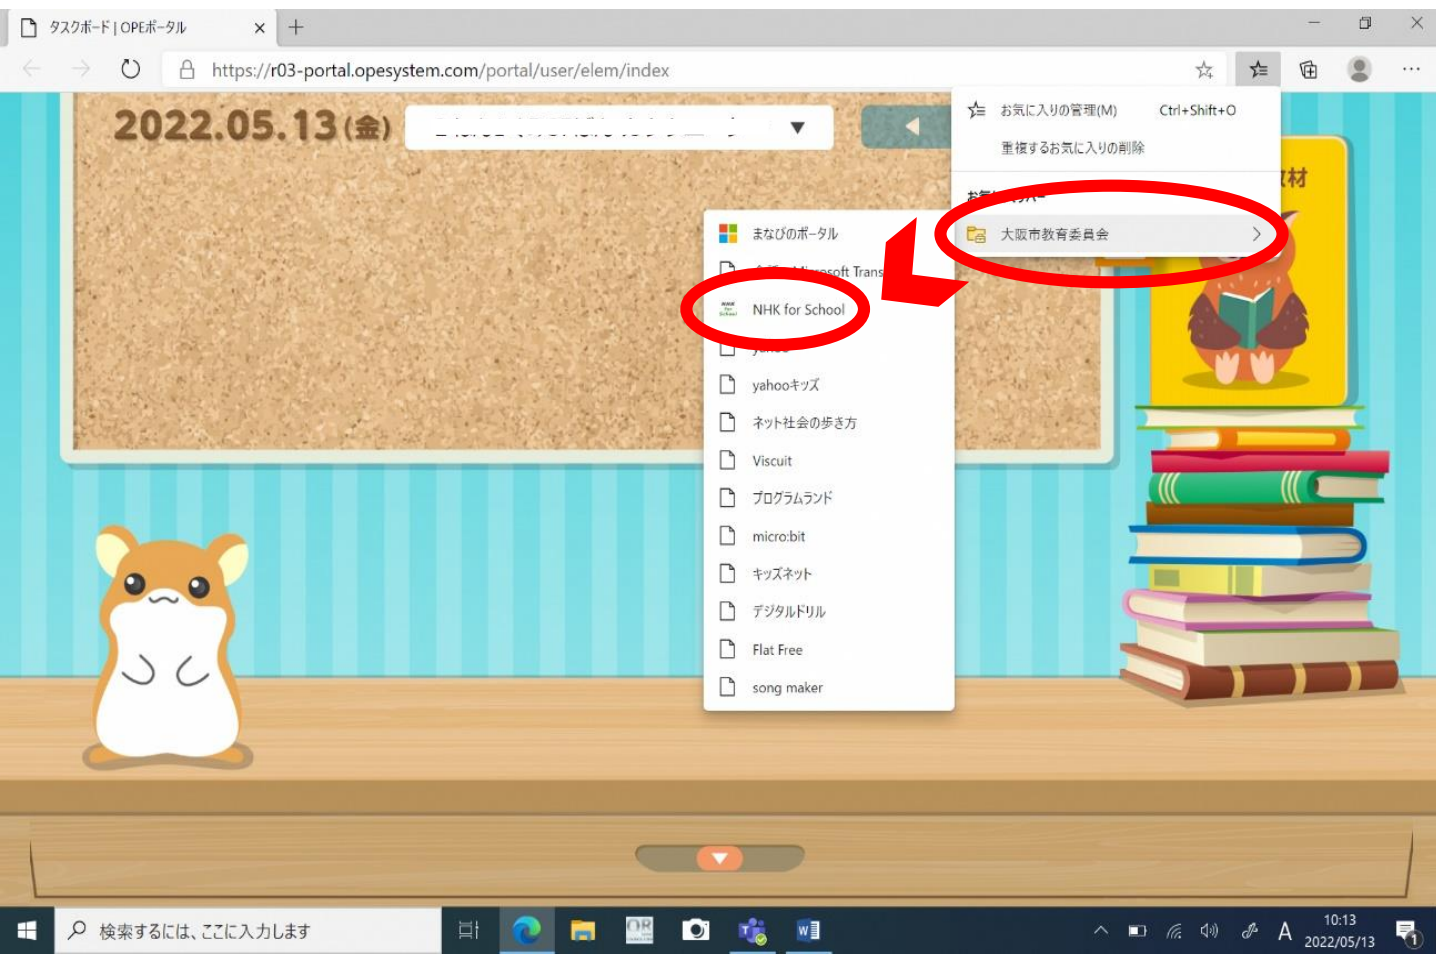 タスクボード | OPEポータル
https://r03-portal.opesystem.com/portal/user/elem/index
2022.05.13(金)
お気に入りの管理(M) Ctrl+Shift+O
重複するお気に入りの削除
材
大阪市教育委員会
まなびのポータル
Microsoft Trans
NHK for School
yahooキッズ
ネット社会の歩き方
Viscuit
プログラムランド
micro:bit
キッズネット
デジタルドリル
Flat Free
song maker
検索するには、ここに入力します
A
10:13
2022/05/13
1